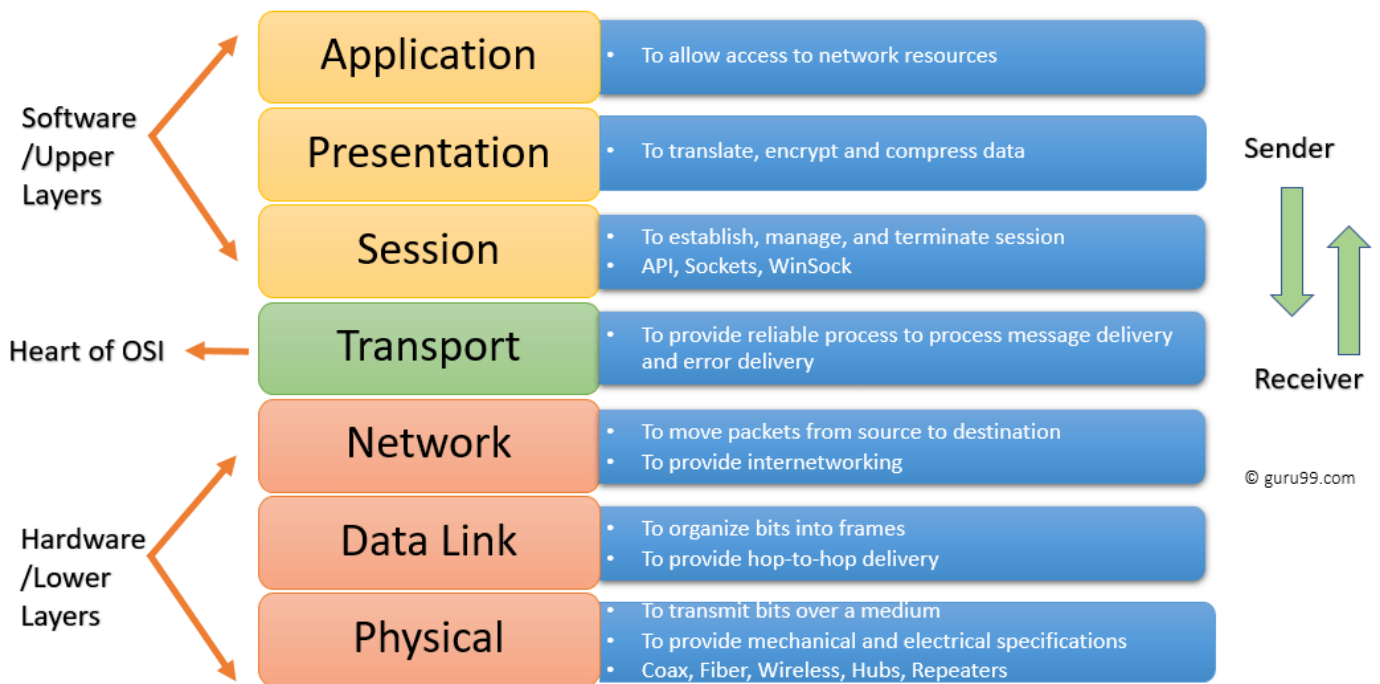 Software
/Upper
Layers
Application
• To allow access to network resources
Presentation
• To translate, encrypt and compress data
Session
• To establish, manage, and terminate session
• API, Sockets, WinSock
Heart of OSI
Transport
• To provide reliable process to process message delivery
and error delivery
Hardware
/Lower
Layers
Network
• To move packets from source to destination
• To provide internetworking
Data Link
• To organize bits into frames
• To provide hop-to-hop delivery
Physical
• To transmit bits over a medium
• To provide mechanical and electrical specifications
• Coax, Fiber, Wireless, Hubs, Repeaters
Sender
Receiver
© guru99.com